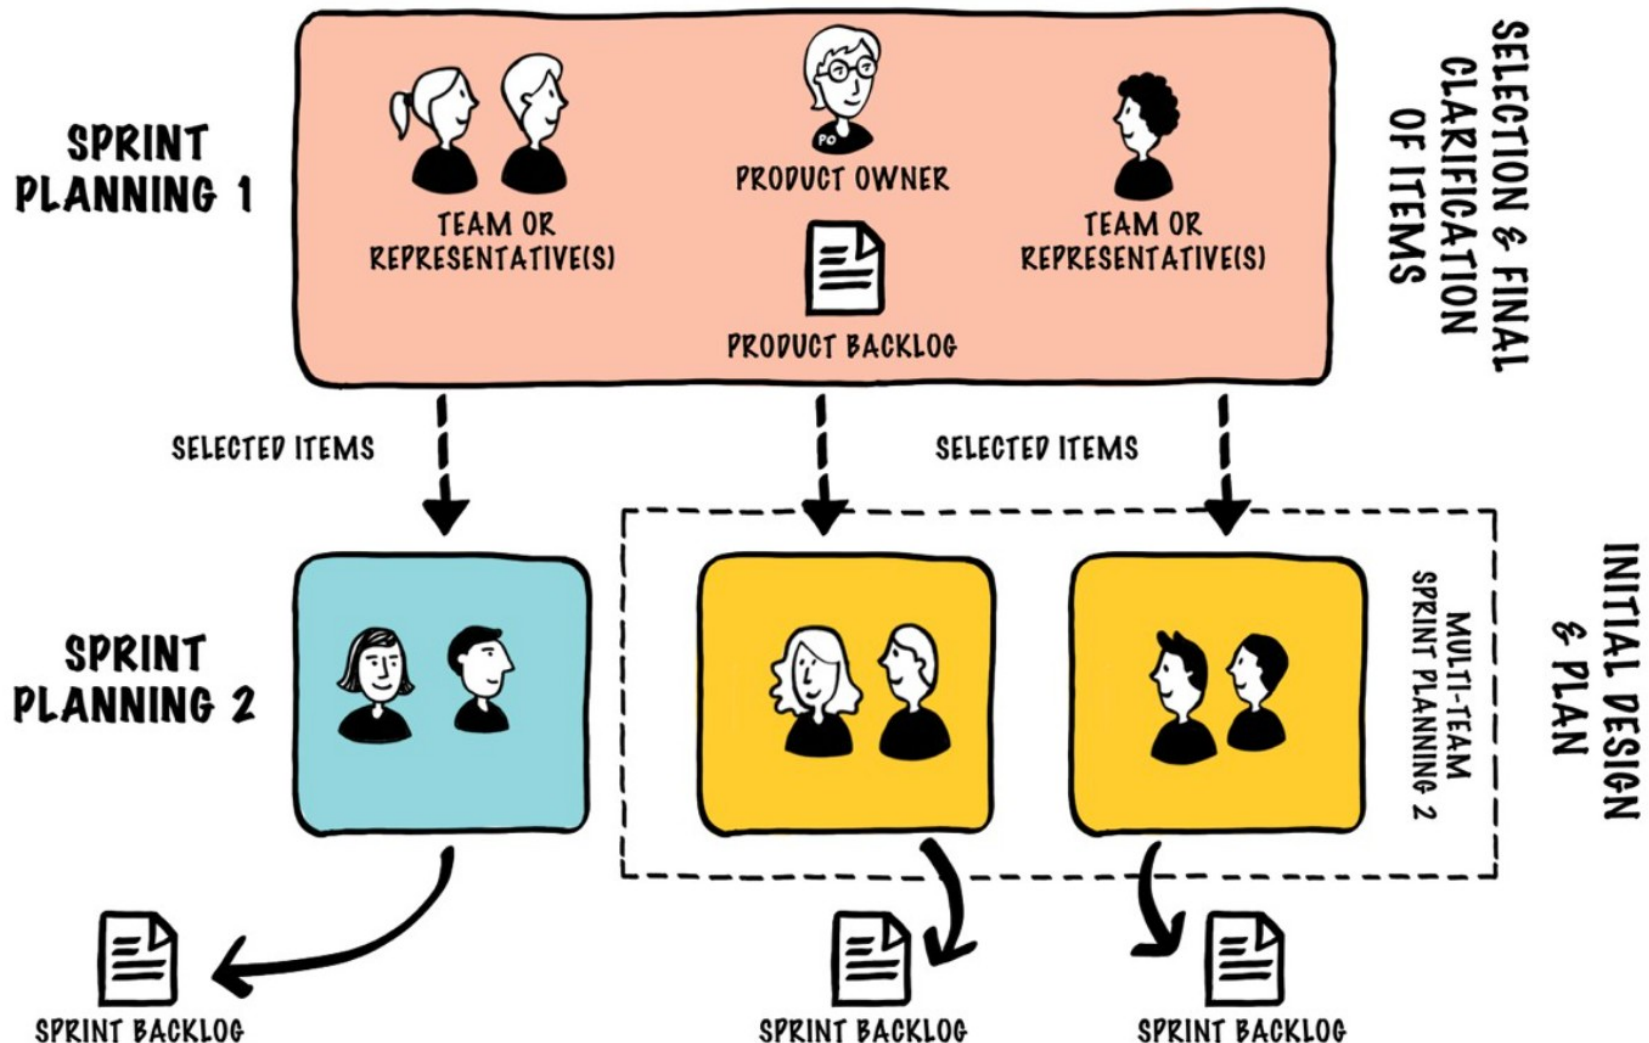 SPRINT
PLANNING 1
PO
PRODUCT OWNER
TEAM OR
REPRESENTATIVE(S)
TEAM OR
REPRESENTATIVE(S)
PRODUCT BACKLOG
SELECTION & FINAL
CLARIFICATION
OF ITEMS
SELECTED ITEMS
SELECTED ITEMS
SPRINT
PLANNING 2
MULTI-TEAM
SPRINT PLANNING 2
INITIAL DESIGN
& PLAN
SPRINT BACKLOG
SPRINT BACKLOG
SPRINT BACKLOG